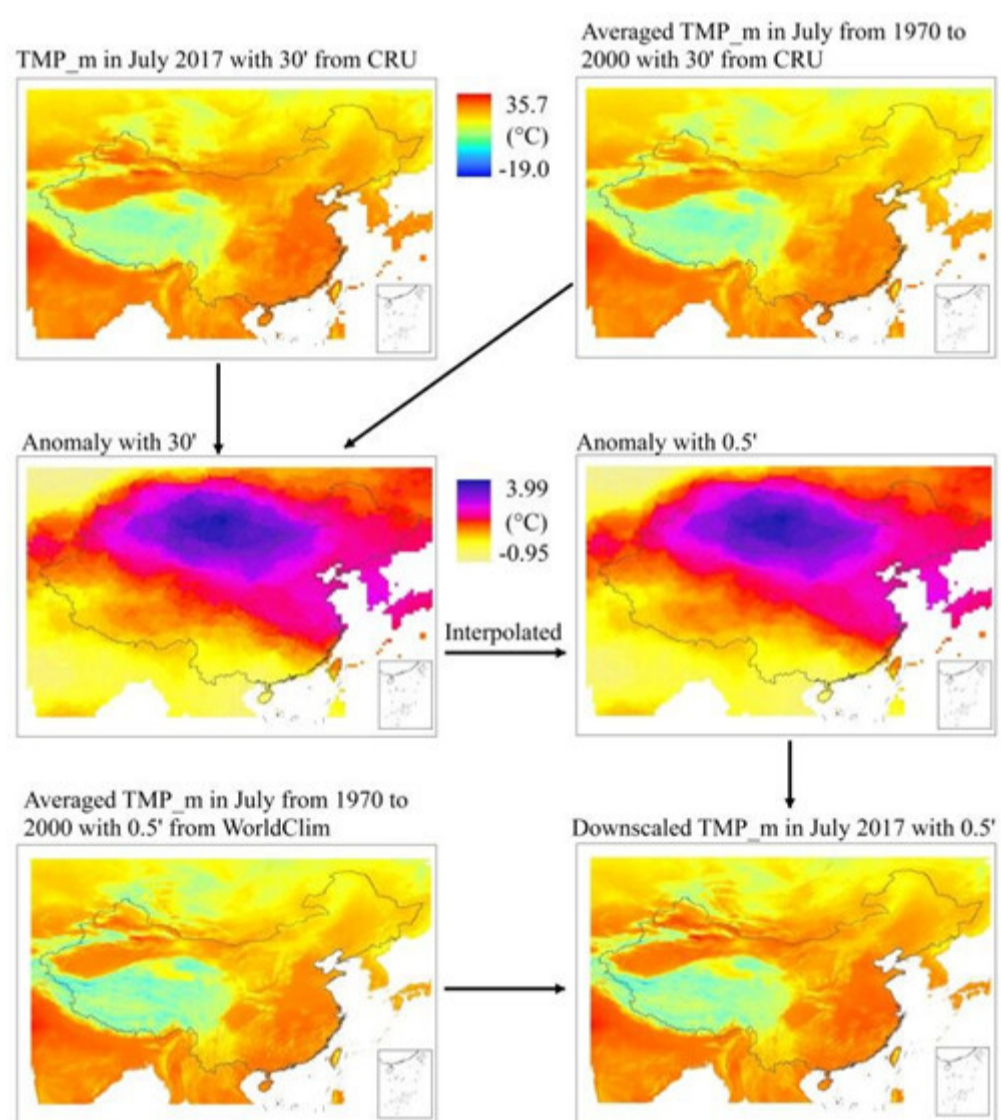 TMP_m in July 2017 with 30' from CRU
Averaged TMP_m in July from 1970 to
2000 with 30' from CRU
35.7
(°C)
-19.0
Anomaly with 30'
Anomaly with 0.5'
3.99
(°C)
-0.95
Interpolated
Averaged TMP_m in July from 1970 to
2000 with 0.5' from WorldClim
Downscaled TMP_m in July 2017 with 0.5'